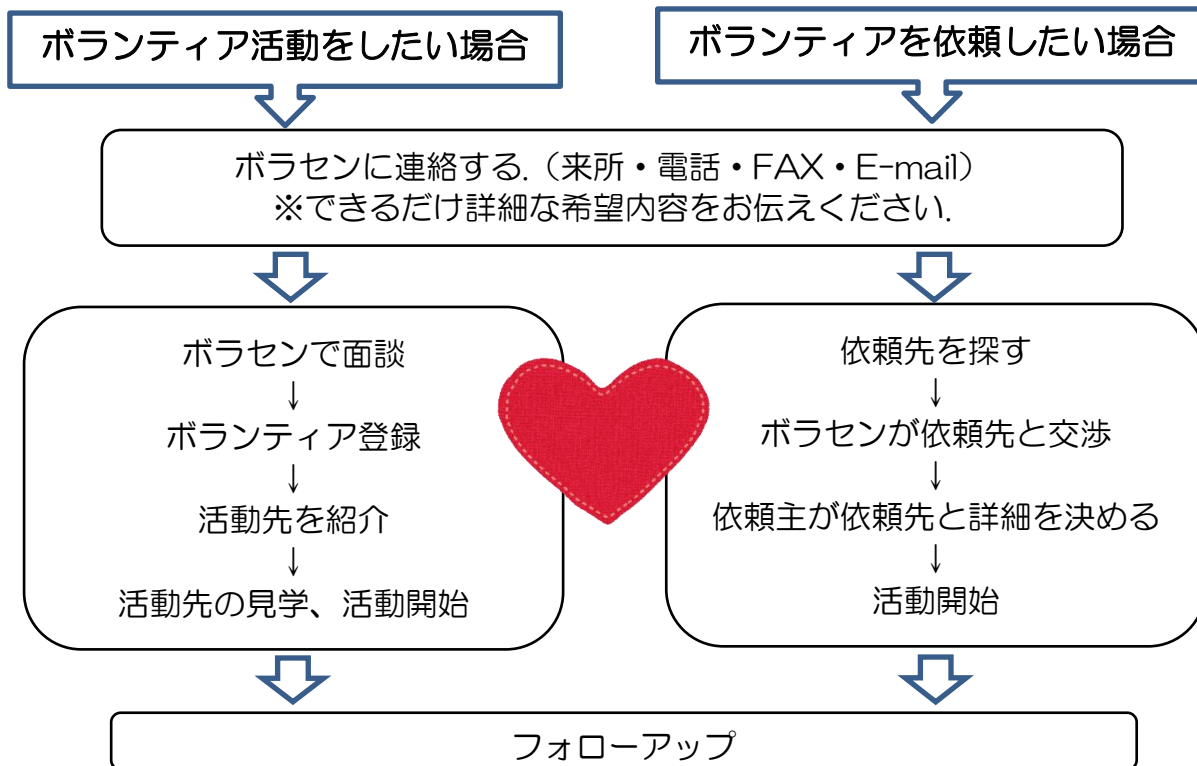 ボランティア活動をしたい場合
ボランティアを依頼したい場合
ボラセンに連絡する.（来所・電話・FAX・E-mail）
※できるだけ詳細な希望内容をお伝えください.
ボラセンで面談
↓
ボランティア登録
↓
活動先を紹介
↓
活動先の見学、活動開始
依頼先を探す
↓
ボラセンが依頼先と交渉
↓
依頼主が依頼先と詳細を決める
↓
活動開始
フォローアップ